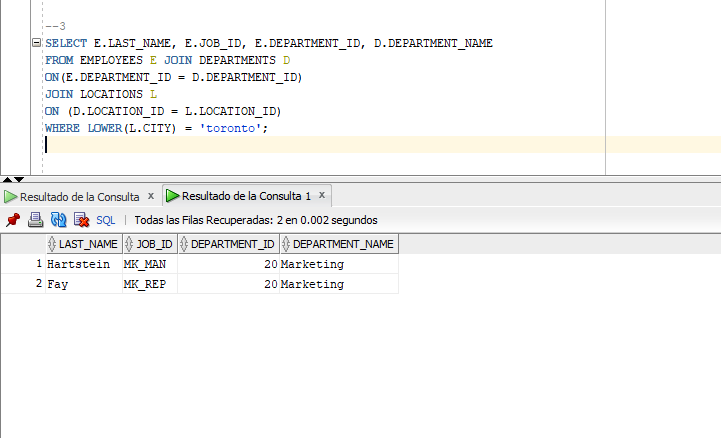 --3
SELECT E.LAST_NAME, E.JOB_ID, E.DEPARTMENT_ID, D.DEPARTMENT_NAME
FROM EMPLOYEES E JOIN DEPARTMENTS D
ON(E.DEPARTMENT_ID = D.DEPARTMENT_ID)
JOIN LOCATIONS L
ON (D.LOCATION_ID = L.LOCATION_ID)
WHERE LOWER(L.CITY) = 'toronto';
Resultado de la Consulta x Resultado de la Consulta 1 x
SQL | Todas las Filas Recuperadas: 2 en 0.002 segundos
LAST_NAME JOB_ID DEPARTMENT_ID DEPARTMENT_NAME
1 Hartstein MK_MAN 20 Marketing
2 Fay MK_REP 20 Marketing